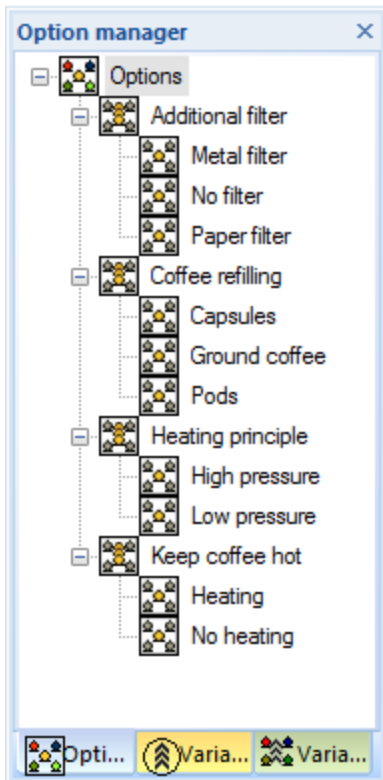 Option manager
Options
Additional filter
Metal filter
No filter
Paper filter
Coffee refilling
Capsules
Ground coffee
Pods
Heating principle
High pressure
Low pressure
Keep coffee hot
Heating
No heating
Opti... Varia... Varia...